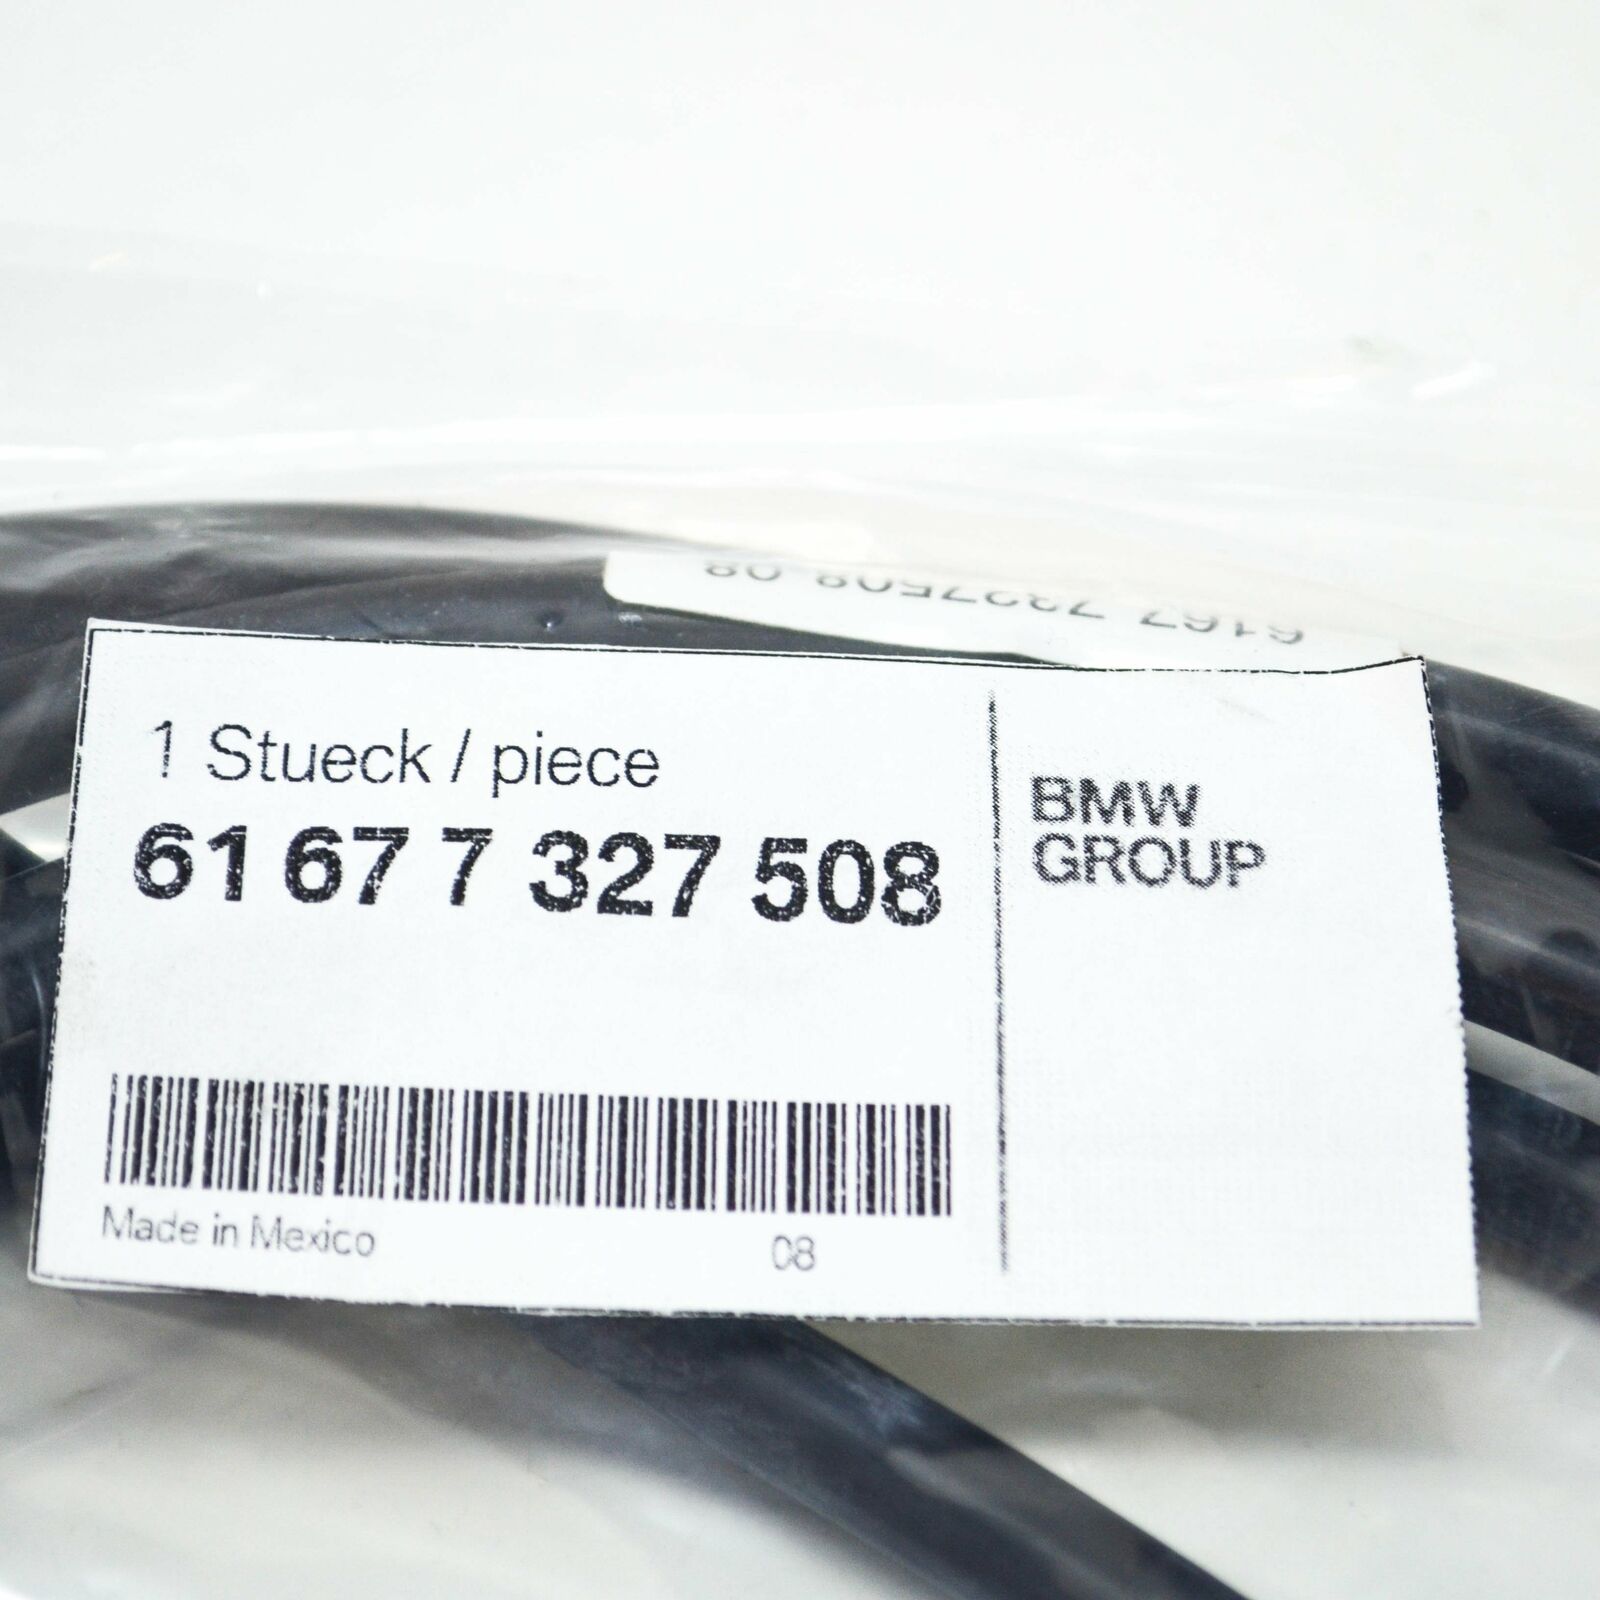 6167 7327508 08
1 Stueck / piece
61 67 7 327 508
BMW
GROUP
Made in Mexico
08